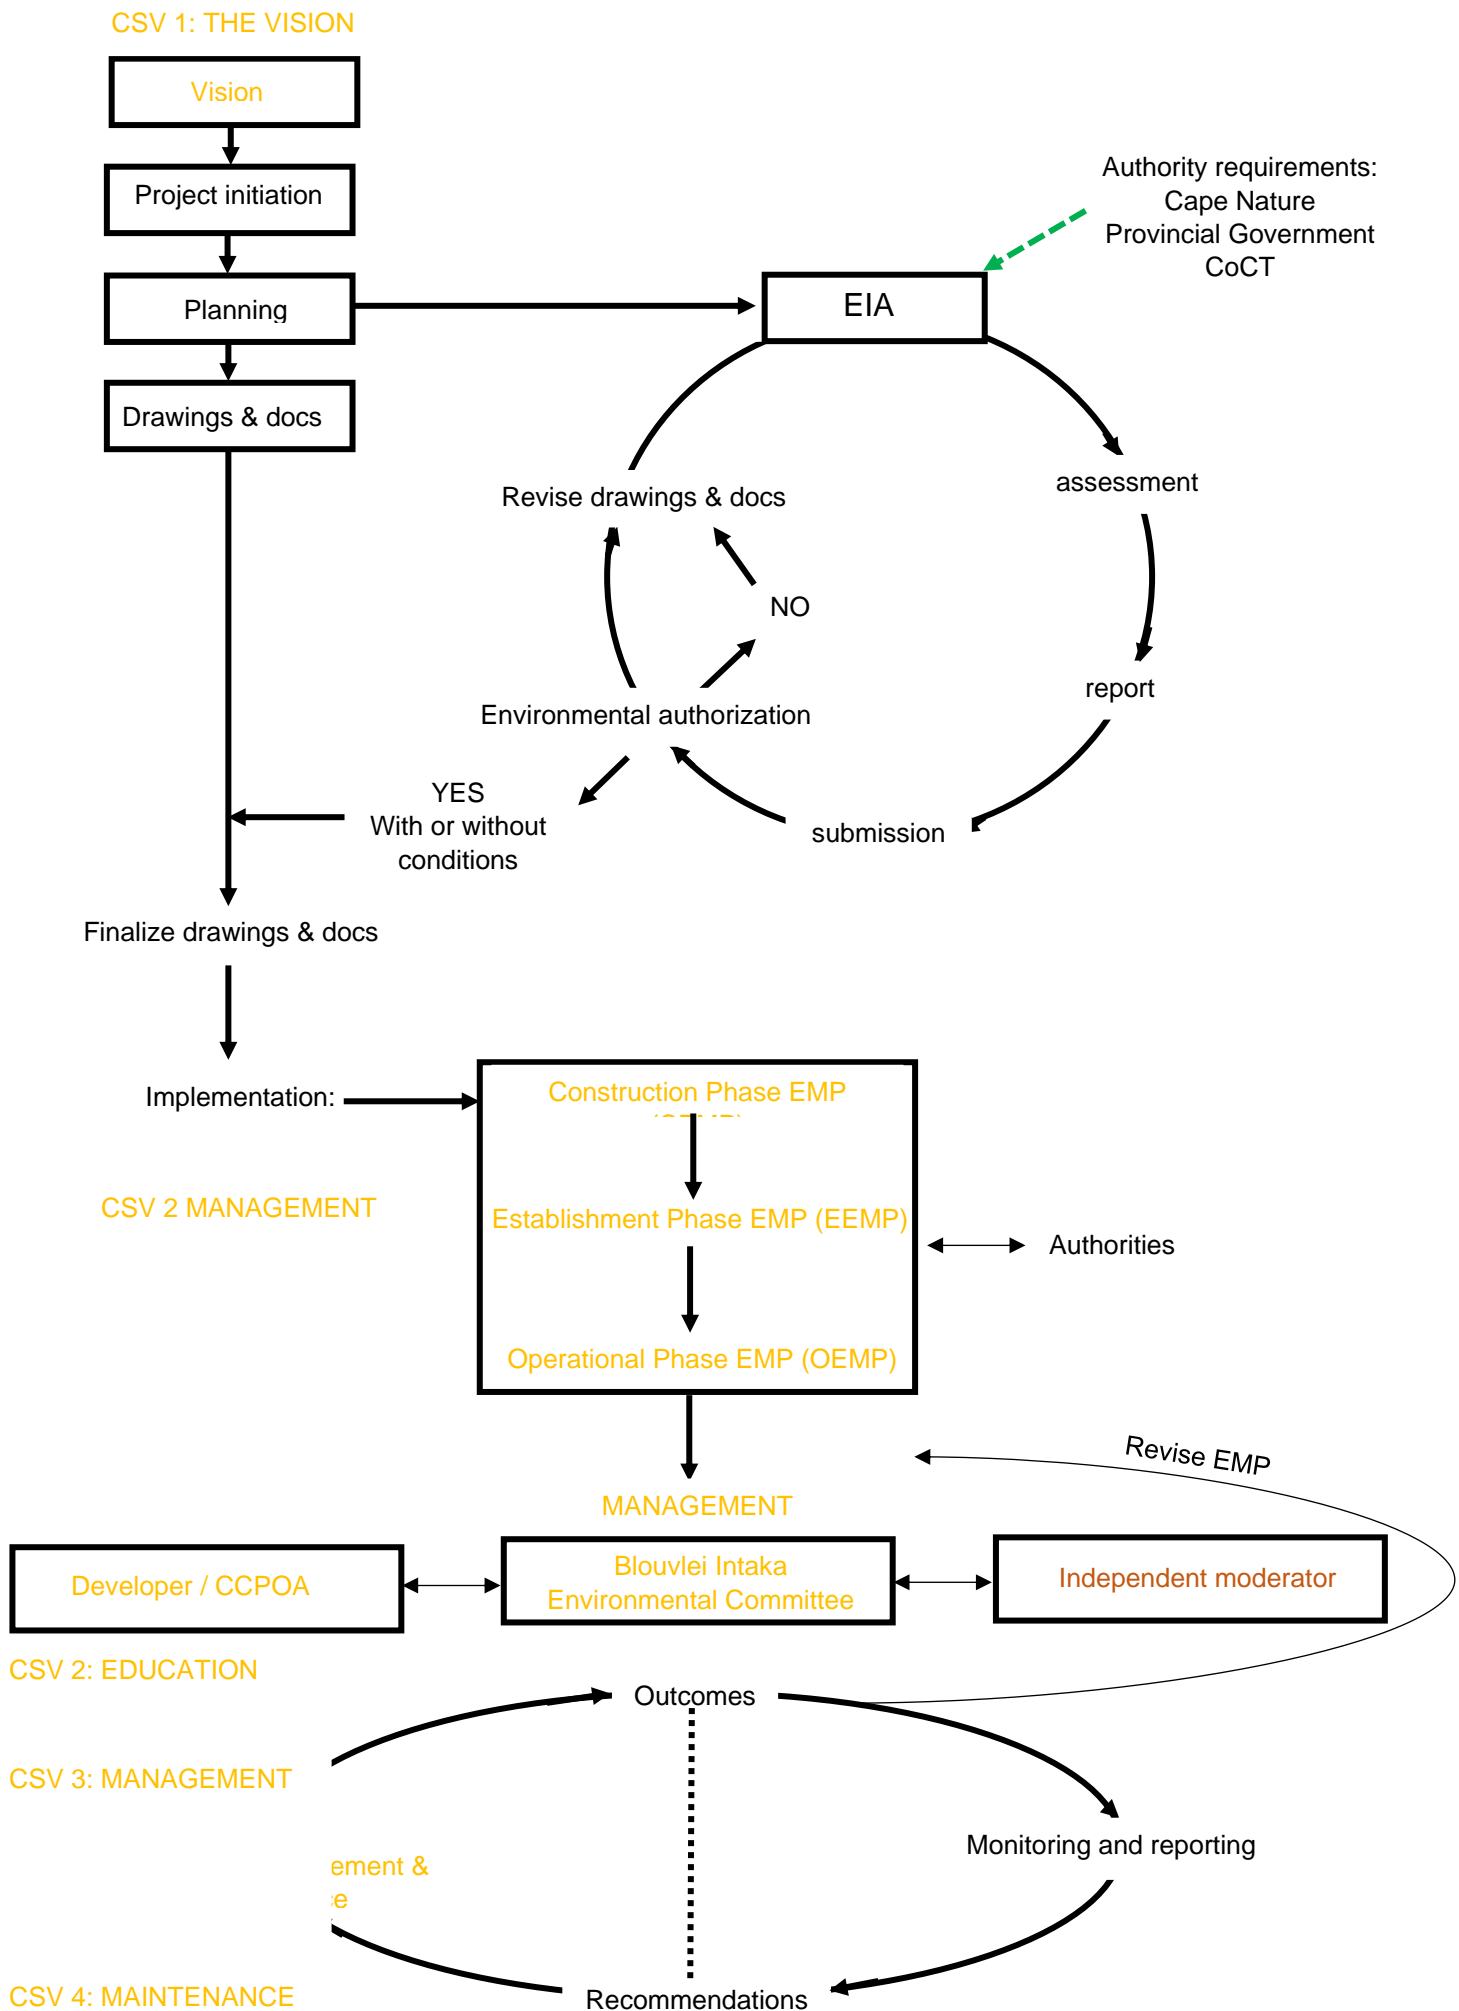 CSV 1: THE VISION
Vision
Project initiation
Authority requirements:
Cape Nature
Provincial Government
CoCT
Planning
EIA
Drawings & docs
Revise drawings & docs
assessment
NO
report
Environmental authorization
YES
With or without
conditions
submission
Finalize drawings & docs
Implementation:
Construction Phase EMP
CSV 2 MANAGEMENT
Establishment Phase EMP (EEMP)
Authorities
Operational Phase EMP (OEMP)
Revise EMP
MANAGEMENT
Developer / CCPOA
Blouvlei Intaka
Environmental Committee
Independent moderator
CSV 2: EDUCATION
Outcomes
CSV 3: MANAGEMENT
Monitoring and reporting
ement &
e
CSV 4: MAINTENANCE
Recommendations